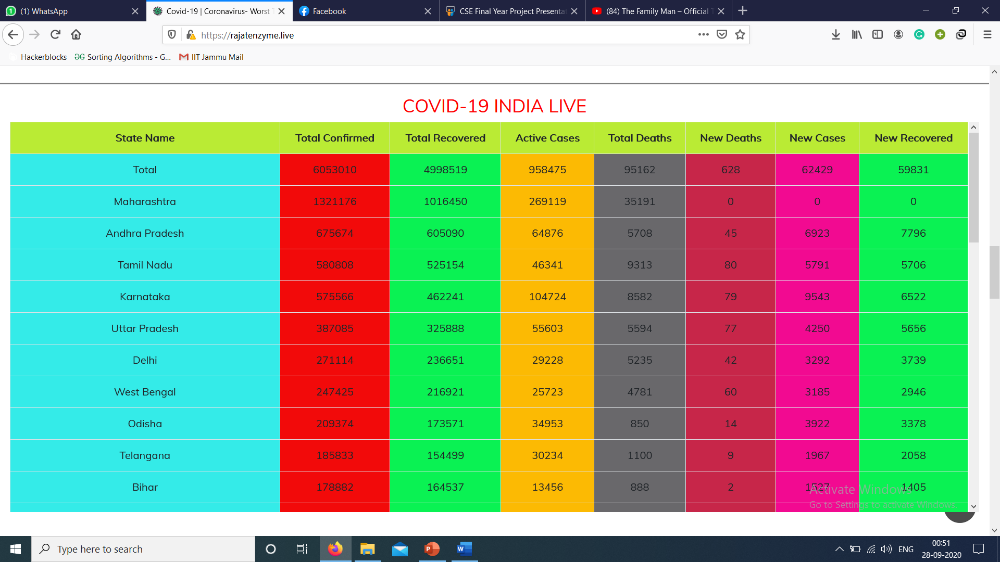 (1) WhatsApp
Covid-19 | Coronavirus- Worst T
Facebook
CSE Final Year Project Presenta
(84) The Family Man – Official T
https://rajatenzyme.live
Hackerblocks
Sorting Algorithms - G...
IIT Jammu Mail
COVID-19 INDIA LIVE
State Name Total Confirmed Total Recovered Active Cases Total Deaths New Deaths New Cases New Recovered
Total 6053010 4998519 958475 95162 628 62429 59831
Maharashtra 1321176 1016450 269119 35191 0 0 0
Andhra Pradesh 675674 605090 64876 5708 45 6923 7796
Tamil Nadu 580808 525154 46341 9313 80 5791 5706
Karnataka 575566 462241 104724 8582 79 9543 6522
Uttar Pradesh 387085 325888 55603 5594 77 4250 5656
Delhi 271114 236651 29228 5235 42 3292 3739
West Bengal 247425 216921 25723 4781 60 3185 2946
Odisha 209374 173571 34953 850 14 3922 3378
Telangana 185833 154499 30234 1100 9 1967 2058
Bihar 178882 164537 13456 888 2 1527 1405
Activate Windows
Go to Settings to activate Windows.
Type here to search
ENG
00:51
28-09-2020